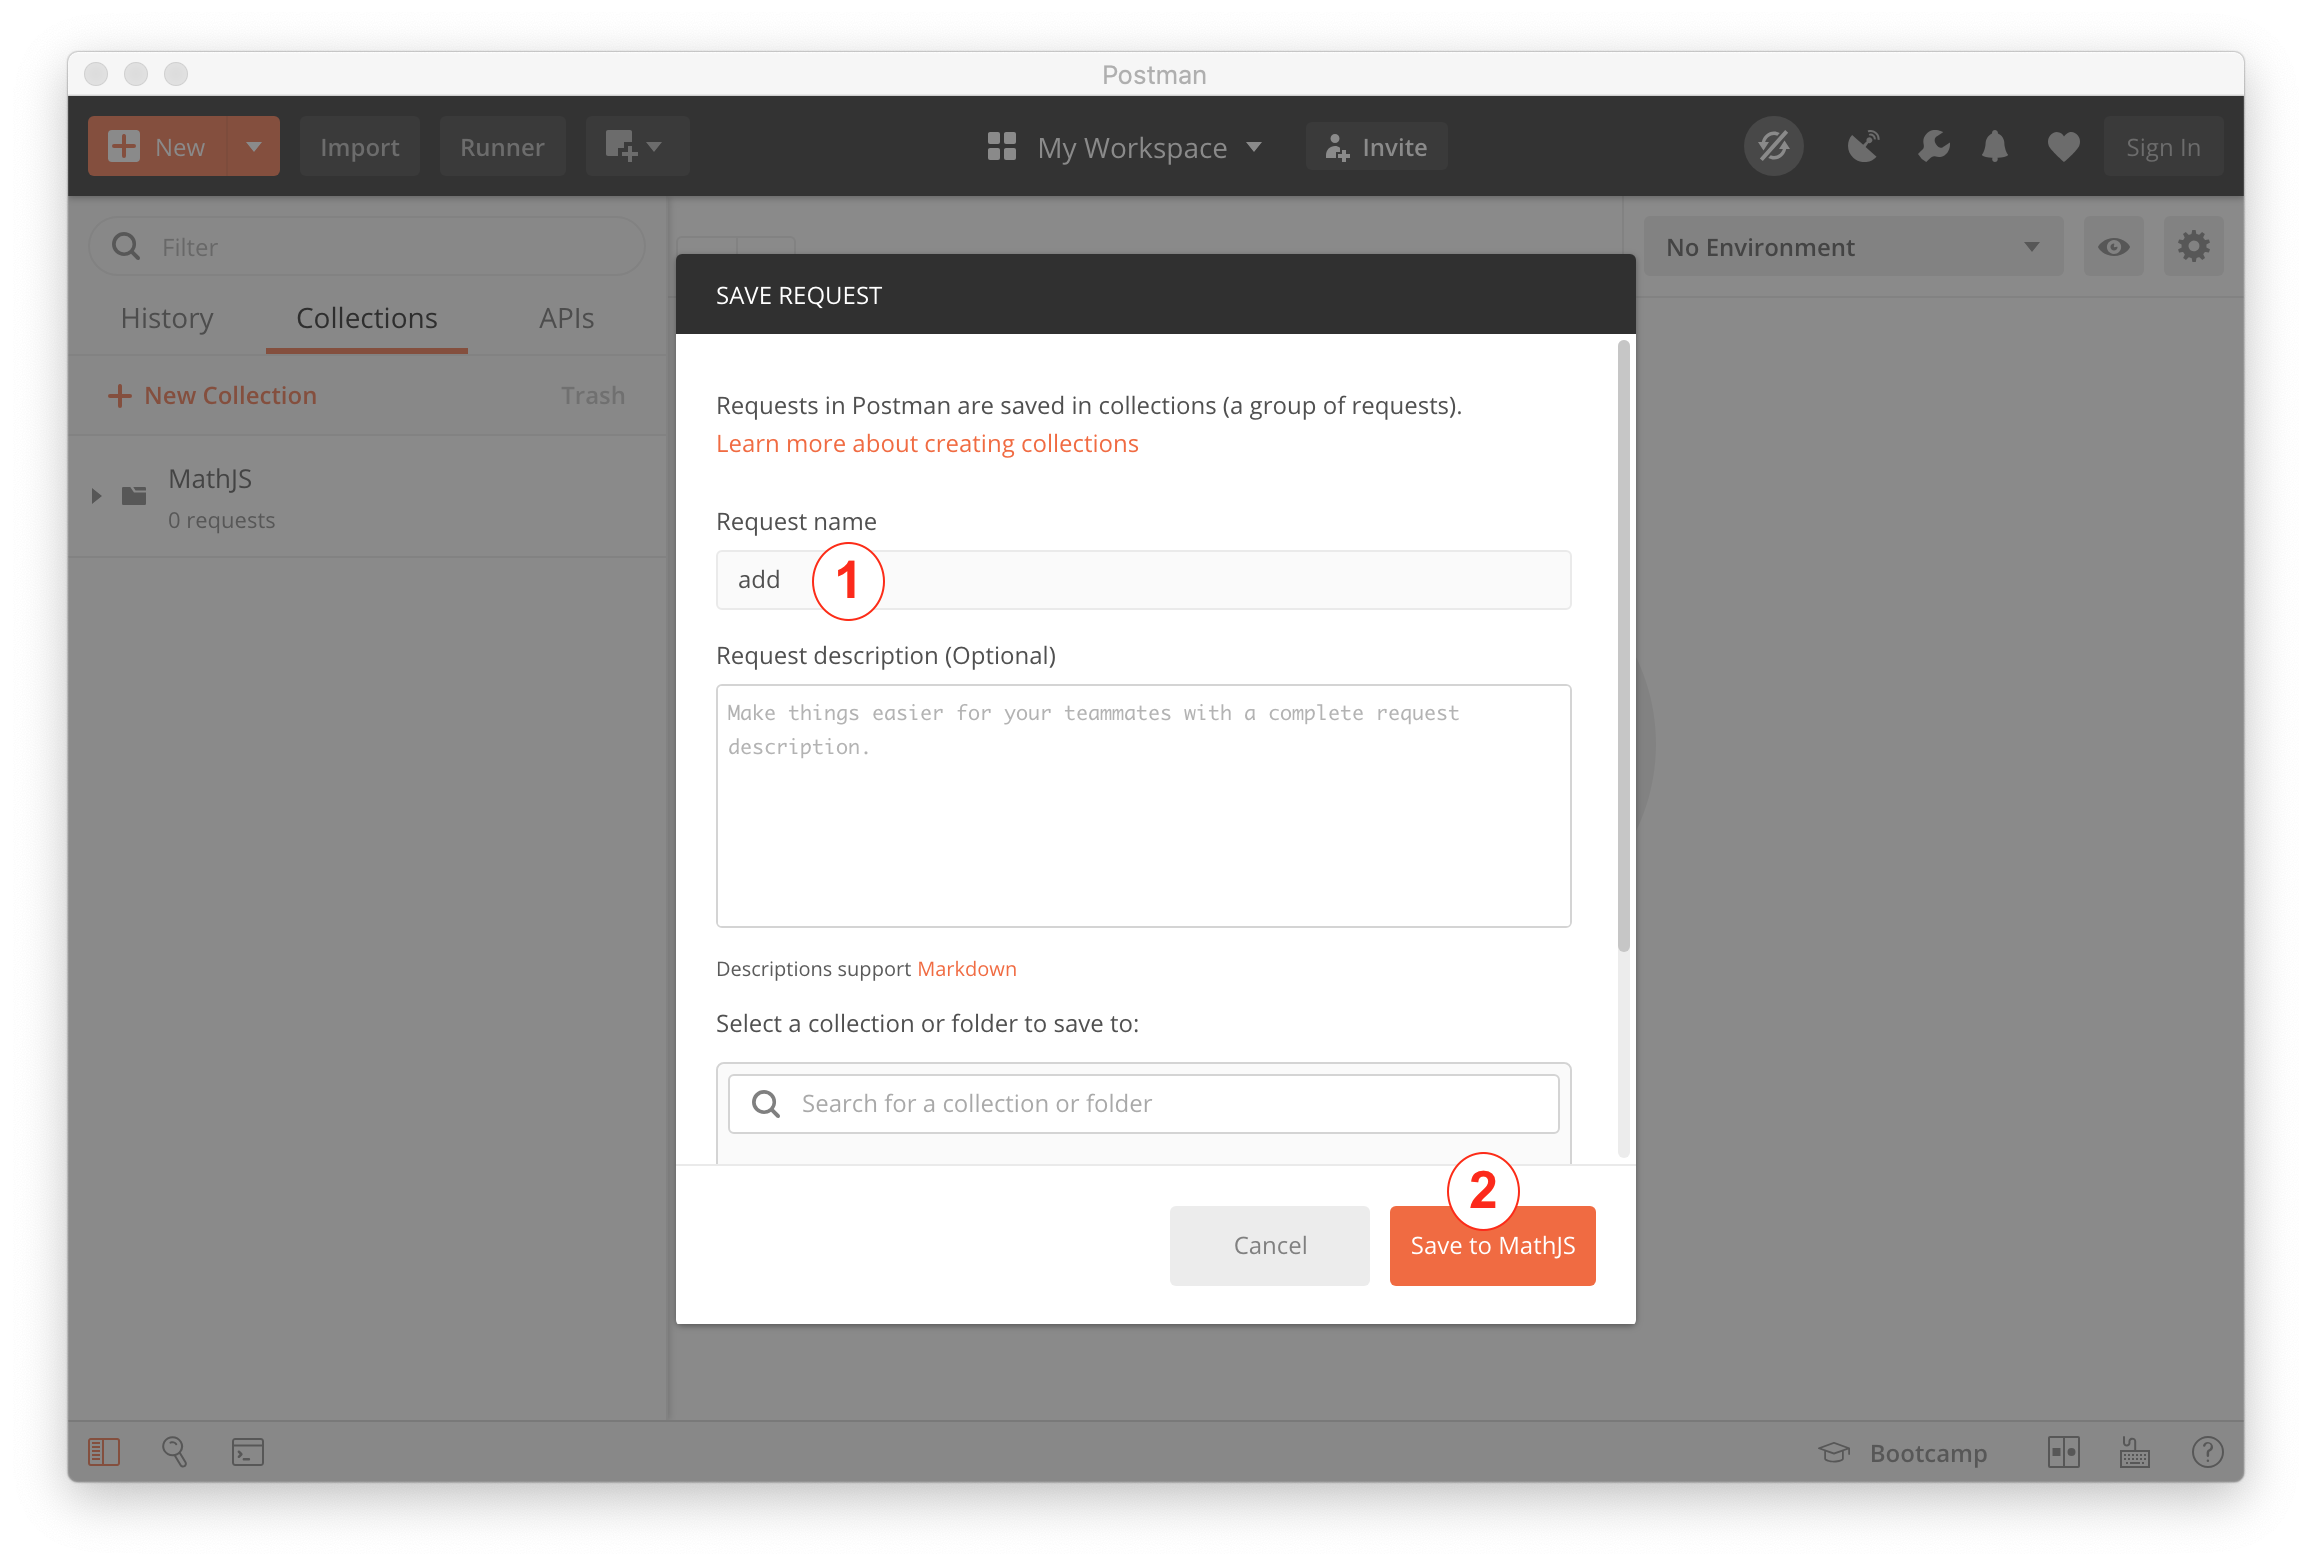 Postman
New
Import
Runner
My Workspace
Invite
Sign In
Filter
No Environment
History
Collections
APIs
New Collection
Trash
MathJS
0 requests
SAVE REQUEST
Requests in Postman are saved in collections (a group of requests).
Learn more about creating collections
Request name
add
1
Request description (Optional)
Make things easier for your teammates with a complete request
description.
Descriptions support Markdown
Select a collection or folder to save to:
Search for a collection or folder
2
Cancel
Save to MathJS
Bootcamp